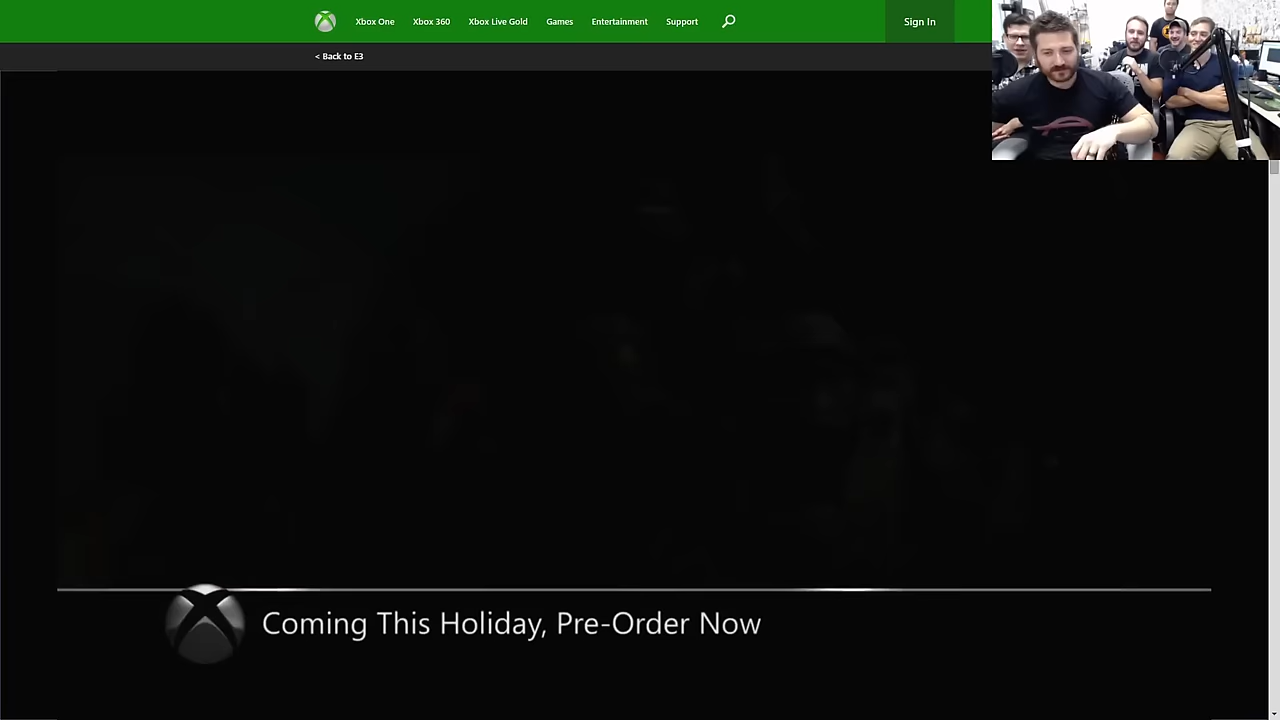 Xbox One Xbox 360 Xbox Live Gold Games Entertainment Support Sign In
< Back to E3
Coming This Holiday, Pre-Order Now